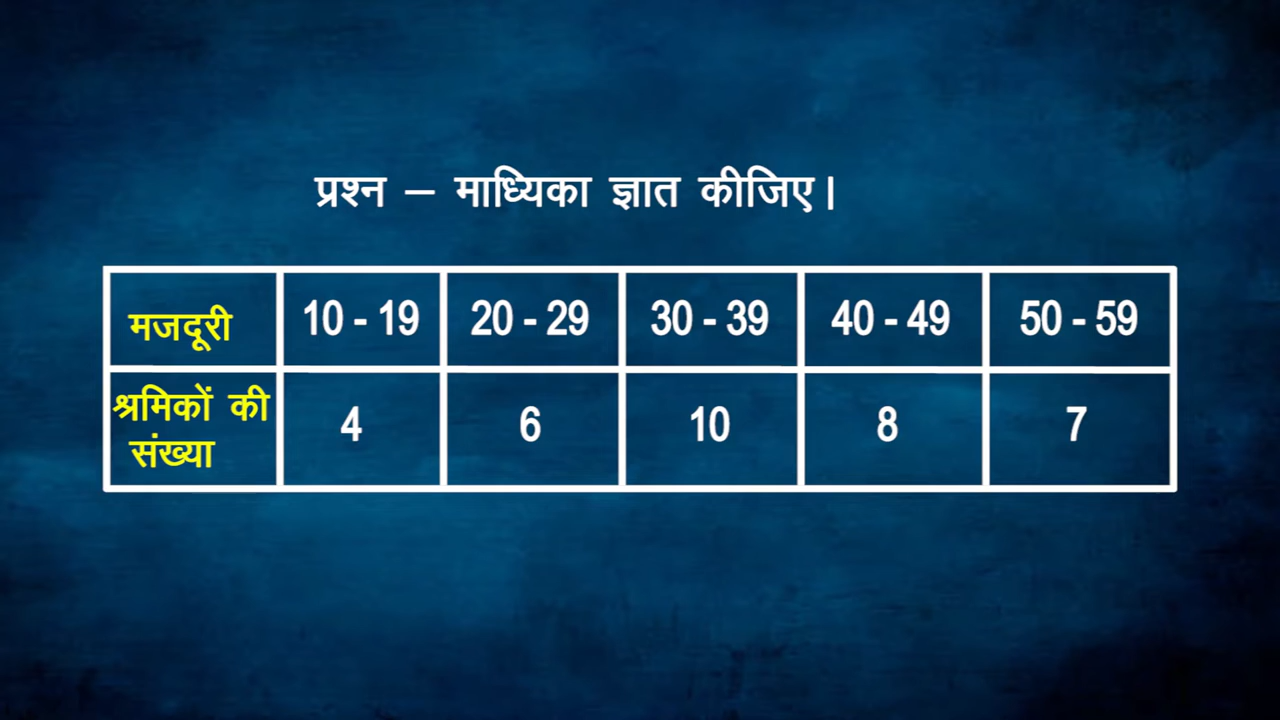 प्रश्न – माध्यिका ज्ञात कीजिए।
मजदूरी 10 - 19 20 - 29 30 - 39 40 - 49 50 - 59
श्रमिकों की
संख्या 4 6 10 8 7